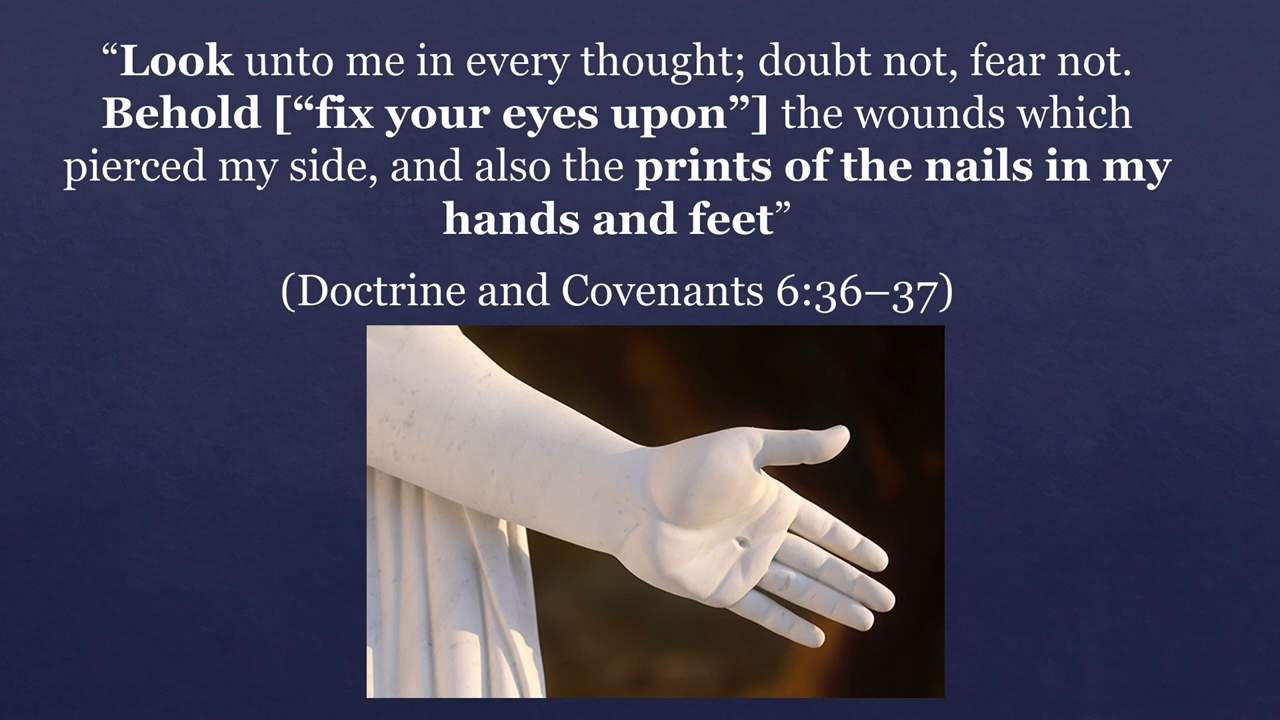 “Look unto me in every thought; doubt not, fear not.
Behold [“fix your eyes upon”] the wounds which
pierced my side, and also the prints of the nails in my
hands and feet”
(Doctrine and Covenants 6:36–37)